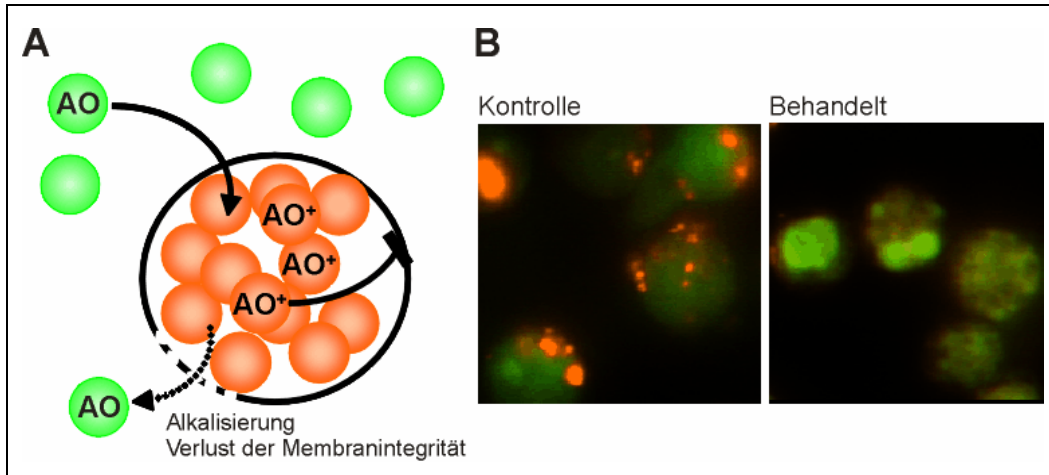 A
AO
AO⁺
AO⁺
AO⁺
AO
Alkalisierung
Verlust der Membranintegrität
B
Kontrolle
Behandelt